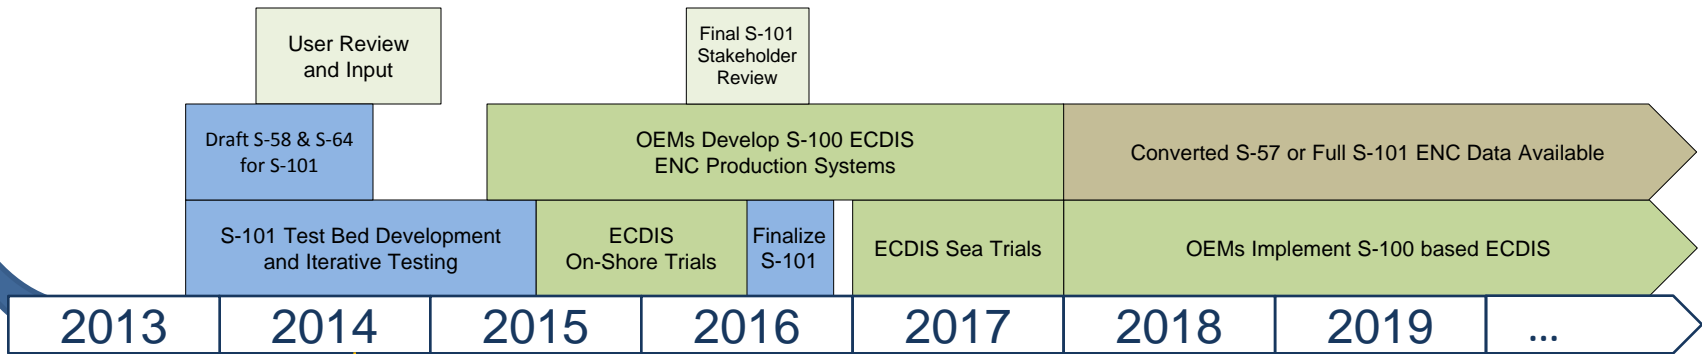 User Review
and Input
Final S-101
Stakeholder
Review
Draft S-58 & S-64
for S-101
OEMs Develop S-100 ECDIS
ENC Production Systems
Converted S-57 or Full S-101 ENC Data Available
S-101 Test Bed Development
and Iterative Testing
ECDIS
On-Shore Trials
Finalize
S-101
ECDIS Sea Trials
OEMs Implement S-100 based ECDIS
2013
2014
2015
2016
2017
2018
2019
...